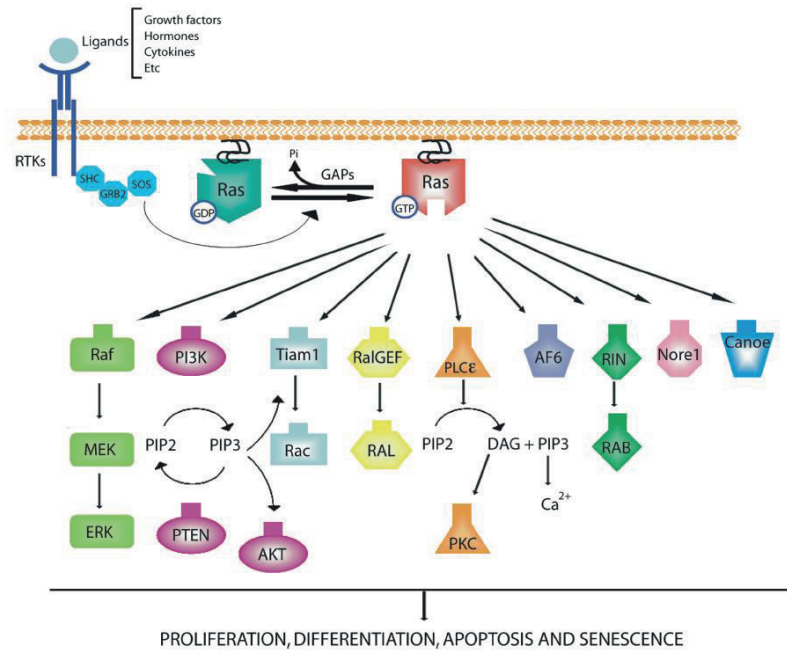 Ligands
Growth factors
Hormones
Cytokines
Etc
RTKs
SHC
GRB2
SOS
Ras
GDP
Pi
GAPs
Ras
GTP
Raf
PI3K
Tiam1
RalGEF
PLCε
AF6
RIN
Nore1
Canoe
MEK
PIP2
PIP3
Rac
RAL
PIP2
DAG + PIP3
RAB
Ca2+
ERK
PTEN
AKT
PKC
PROLIFERATION, DIFFERENTIATION, APOPTOSIS AND SENESCENCE